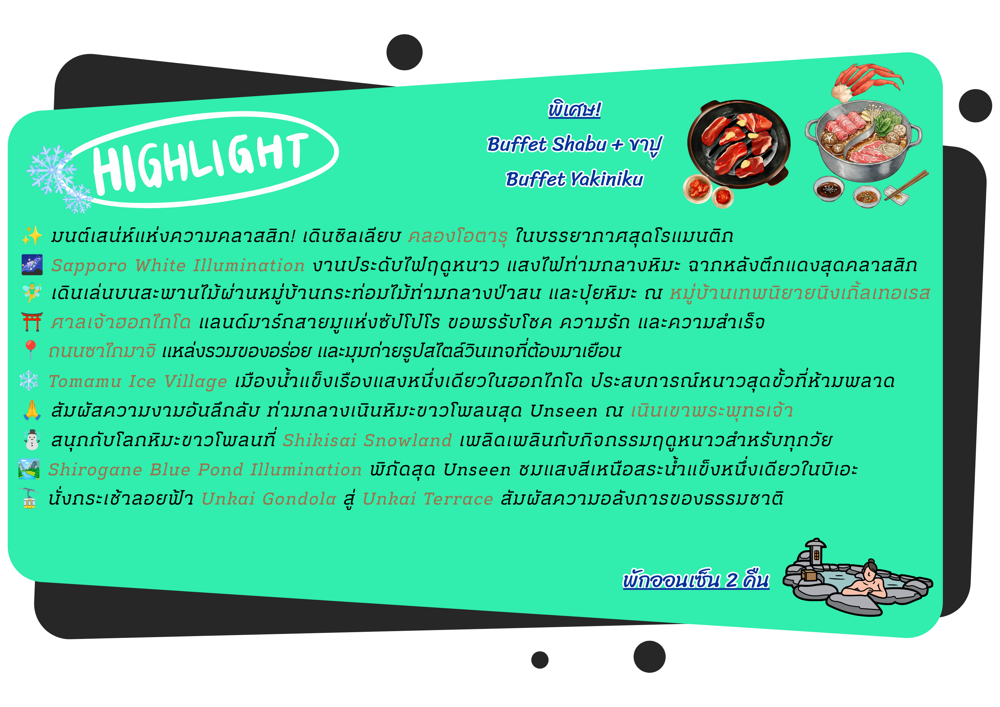 HIGHLIGHT
พิเศษ!
Buffet Shabu + ขาปู
Buffet Yakiniku
✨ มนต์เสน่ห์แห่งความคลาสสิก! เดินชิลเลียบ คลองโอตารุ ในบรรยากาศสุดโรแมนติก
🌌 Sapporo White Illumination งานประดับไฟฤดูหนาว แสงไฟท่ามกลางหิมะ ฉากหลังตึกแดงสุดคลาสสิก
🧚 เดินเล่นบนสะพานไม้ผ่านหมู่บ้านกระท่อมไม้ท่ามกลางป่าสน และปุยหิมะ ณ หมู่บ้านเทพนิยายนิงเกิ้ลเทอเรส
⛩️ ศาลเจ้าฮอกไกโด แลนด์มาร์กสายมูแห่งซัปโปโร ขอพรรับโชค ความรัก และความสำเร็จ
📍 ถนนซาไกมาจิ แหล่งรวมของอร่อย และมุมถ่ายรูปสไตล์วินเทจที่ต้องมาเยือน
❄️ Tomamu Ice Village เมืองน้ำแข็งเรืองแสงหนึ่งเดียวในฮอกไกโด ประสบการณ์หนาวสุดขั้วที่ห้ามพลาด
🙏 สัมผัสความงามอันลึกลับ ท่ามกลางเนินหิมะขาวโพลนสุด Unseen ณ เนินเขาพระพุทธเจ้า
☃️ สนุกกับโลกหิมะขาวโพลนที่ Shikisai Snowland เพลิดเพลินกับกิจกรรมฤดูหนาวสำหรับทุกวัย
🏞️ Shirogane Blue Pond Illumination พิกัดสุด Unseen ชมแสงสีเหนือสระน้ำแข็งหนึ่งเดียวในบิเอะ
🚡 นั่งกระเช้าลอยฟ้า Unkai Gondola สู่ Unkai Terrace สัมผัสความอลังการของธรรมชาติ
พักออนเซ็น 2 คืน